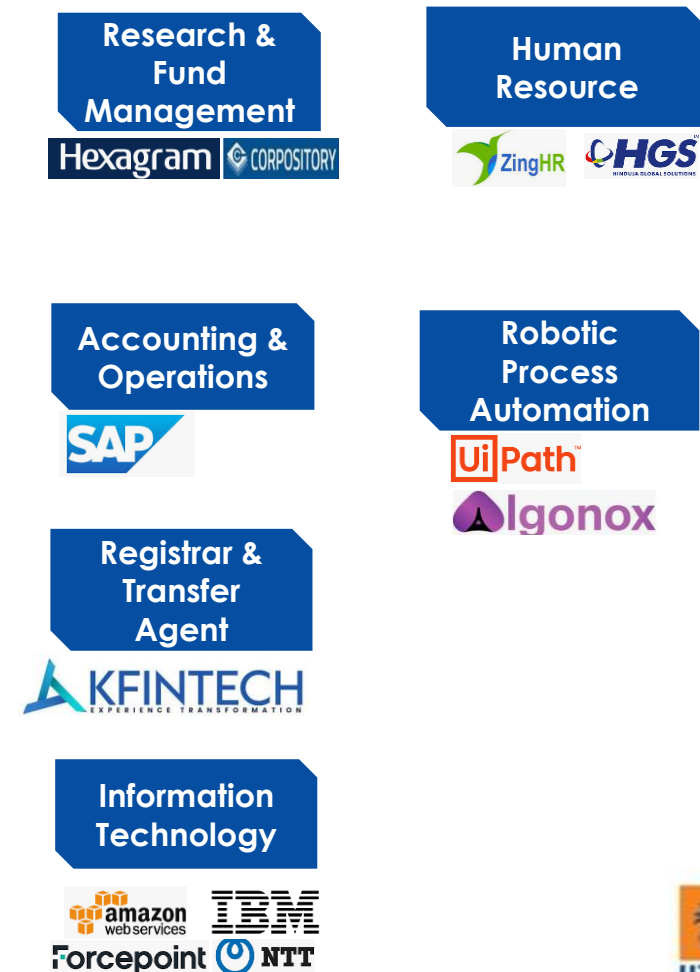 Research &
Fund
Management
Hexagram
CORPOSITORY
Human
Resource
ZingHR
HGS
HINDUJA GLOBAL SOLUTIONS
Accounting &
Operations
SAP
Robotic
Process
Automation
UiPath™
Algonox
Registrar &
Transfer
Agent
KFINTECH
EXPERIENCE TRANSFORMATION
Information
Technology
amazon
web services
IBM
Forcepoint
NTT